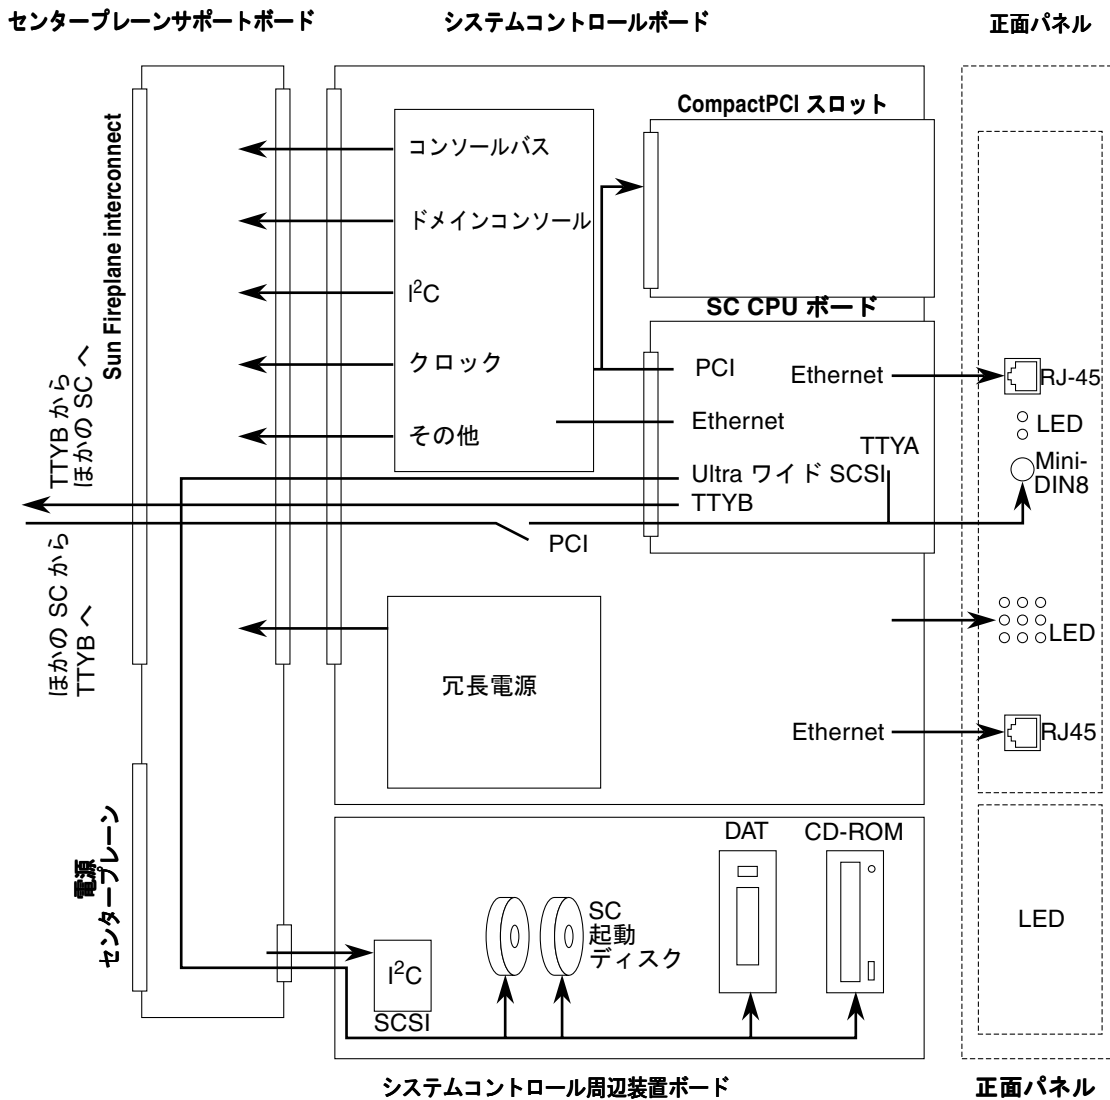 センタープレーンサポートボード
システムコントロールボード
正面パネル
Sun Fireplane interconnect
CompactPCI スロット
コンソールバス
ドメインコンソール
I²C
クロック
その他
SC CPU ボード
PCI
Ethernet
Ethernet
TTYA
Ultra ワイド SCSI
TTYB
PCI
RJ-45
LED
Mini-
DIN8
TTYB から
ほかの SC へ
ほかの SC から
TTYB へ
冗長電源
LED
Ethernet
RJ45
電源
センタープレーン
DAT
CD-ROM
SC
起動
ディスク
I²C
SCSI
LED
システムコントロール周辺装置ボード
正面パネル